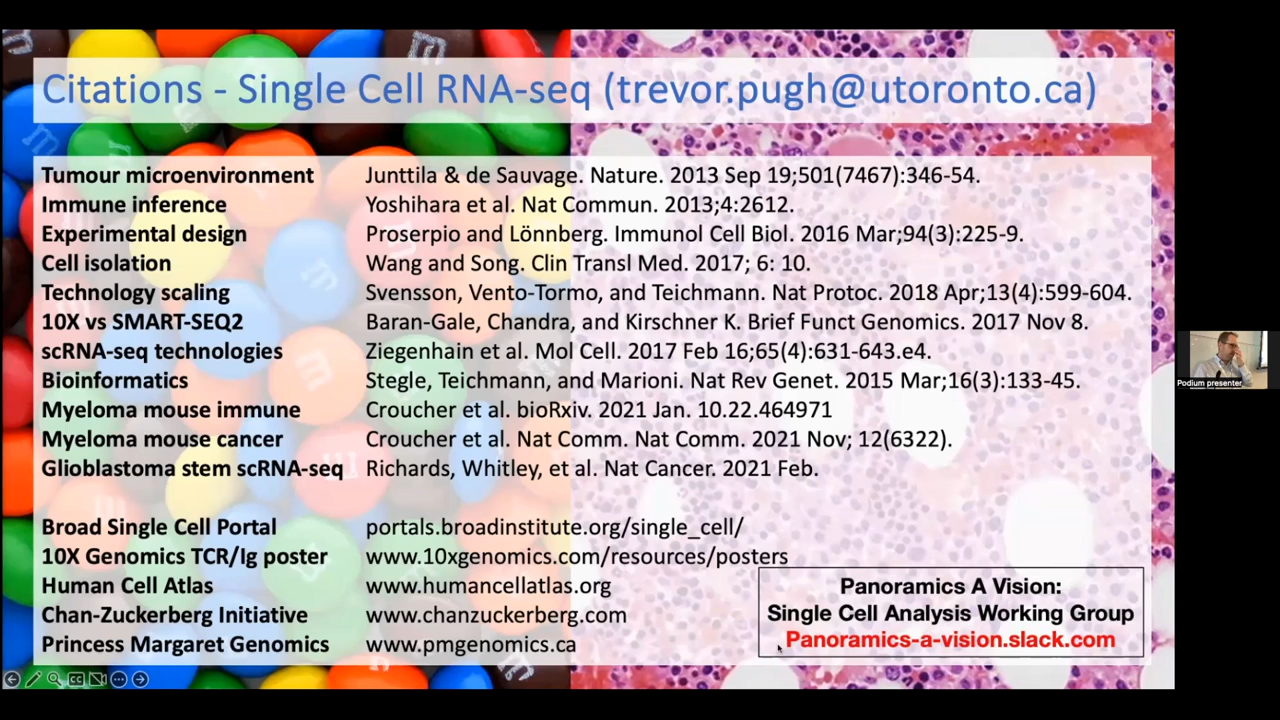 Citations - Single Cell RNA-seq (trevor.pugh@utoronto.ca)
Tumour microenvironment Junttila & de Sauvage. Nature. 2013 Sep 19;501(7467):346-54.
Immune inference Yoshihara et al. Nat Commun. 2013;4:2612.
Experimental design Proserpio and Lönnberg. Immunol Cell Biol. 2016 Mar;94(3):225-9.
Cell isolation Wang and Song. Clin Transl Med. 2017; 6: 10.
Technology scaling Svensson, Vento-Tormo, and Teichmann. Nat Protoc. 2018 Apr;13(4):599-604.
10X vs SMART-SEQ2 Baran-Gale, Chandra, and Kirschner K. Brief Funct Genomics. 2017 Nov 8.
scRNA-seq technologies Ziegenhain et al. Mol Cell. 2017 Feb 16;65(4):631-643.e4.
Bioinformatics Stegle, Teichmann, and Marioni. Nat Rev Genet. 2015 Mar;16(3):133-45.
Myeloma mouse immune Croucher et al. bioRxiv. 2021 Jan. 10.22.464971
Myeloma mouse cancer Croucher et al. Nat Comm. Nat Comm. 2021 Nov; 12(6322).
Glioblastoma stem scRNA-seq Richards, Whitley, et al. Nat Cancer. 2021 Feb.
Broad Single Cell Portal portals.broadinstitute.org/single_cell/
10X Genomics TCR/Ig poster www.10xgenomics.com/resources/posters
Human Cell Atlas www.humancellatlas.org
Chan-Zuckerberg Initiative www.chanzuckerberg.com
Princess Margaret Genomics www.pmgenomics.ca
Panoramics A Vision:
Single Cell Analysis Working Group
Panoramics-a-vision.slack.com
Podium presenter